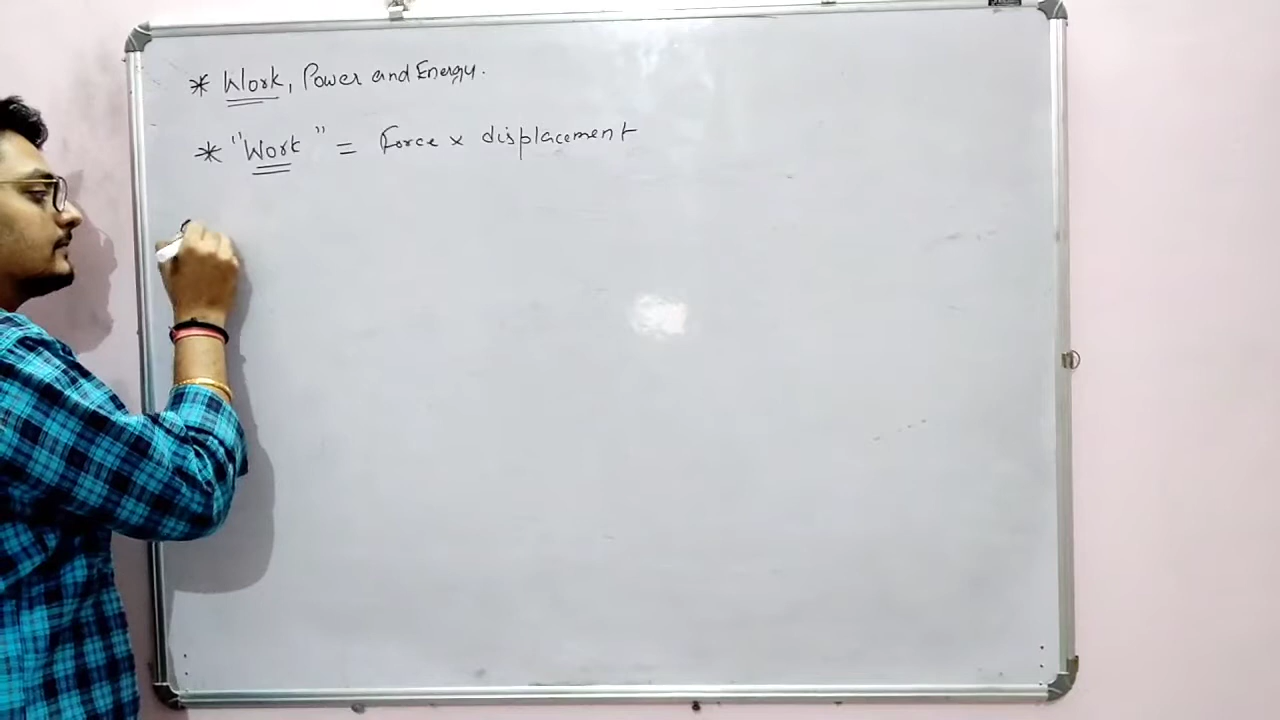 * Work, Power and Energy.
* "Work" = Force × displacement